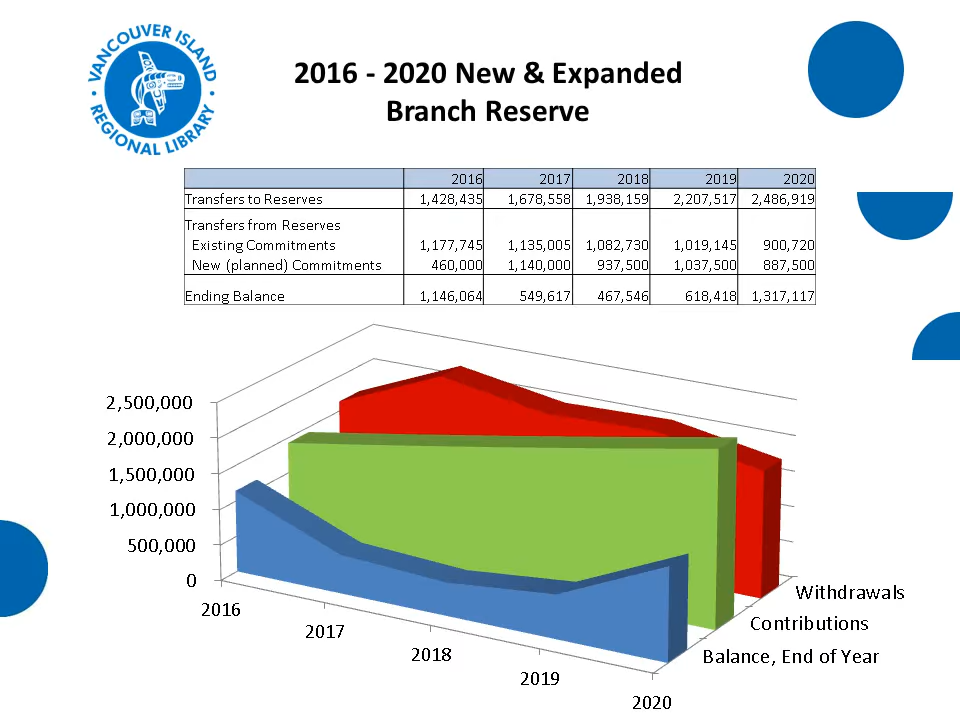 VANCOUVER ISLAND
REGIONAL LIBRARY
2016 - 2020 New & Expanded
Branch Reserve
2016 2017 2018 2019 2020
Transfers to Reserves 1,428,435 1,678,558 1,938,159 2,207,517 2,486,919
Transfers from Reserves
Existing Commitments 1,177,745 1,135,005 1,082,730 1,019,145 900,720
New (planned) Commitments 460,000 1,140,000 937,500 1,037,500 887,500
Ending Balance 1,146,064 549,617 467,546 618,418 1,317,117
2,500,000
2,000,000
1,500,000
1,000,000
500,000
0
2016
2017
2018
2019
2020
Withdrawals
Contributions
Balance, End of Year